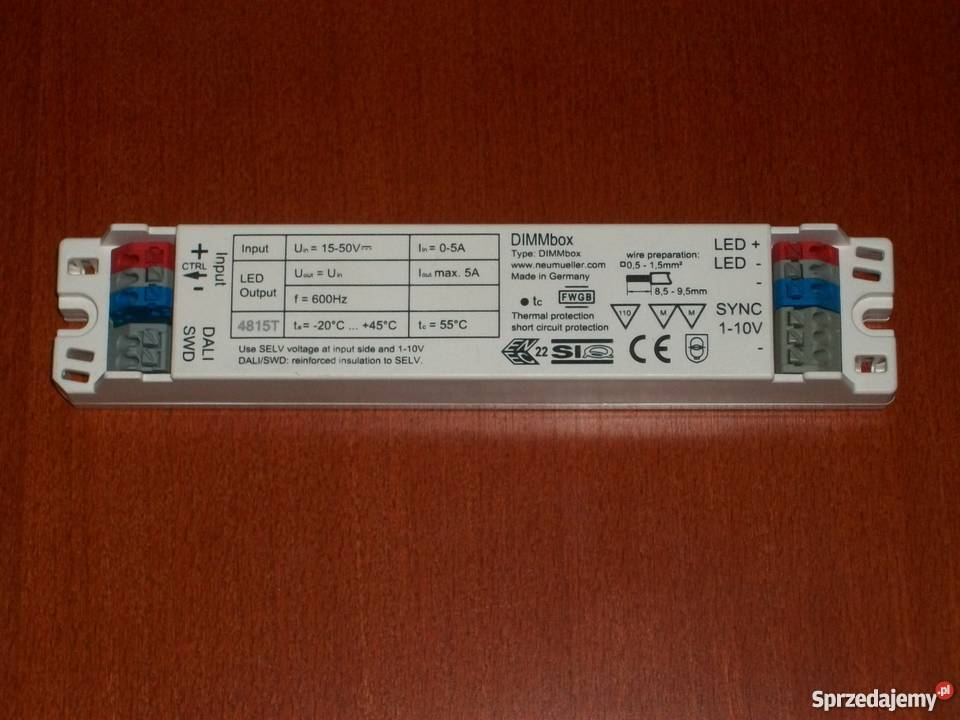 +
CTRL
-
Input
DALI
SWD
Input Uin = 15-50V Iin = 0-5A
LED Output Uout = Uin Iout max. 5A
f = 600Hz
4815T ta= -20°C ... +45°C tc = 55°C
Use SELV voltage at input side and 1-10V
DALI/SWD: reinforced insulation to SELV.
DIMMbox
Type: DIMMbox
www.neumueller.com
Made in Germany
• tc FWGB
Thermal protection
short circuit protection
wire preparation:
0,5 - 1,5mm²
8,5 - 9,5mm
110 M M
ENEC 22 SIQ CE
LED +
LED -
-
SYNC
1-10V
-
Sprzedajemy.pl